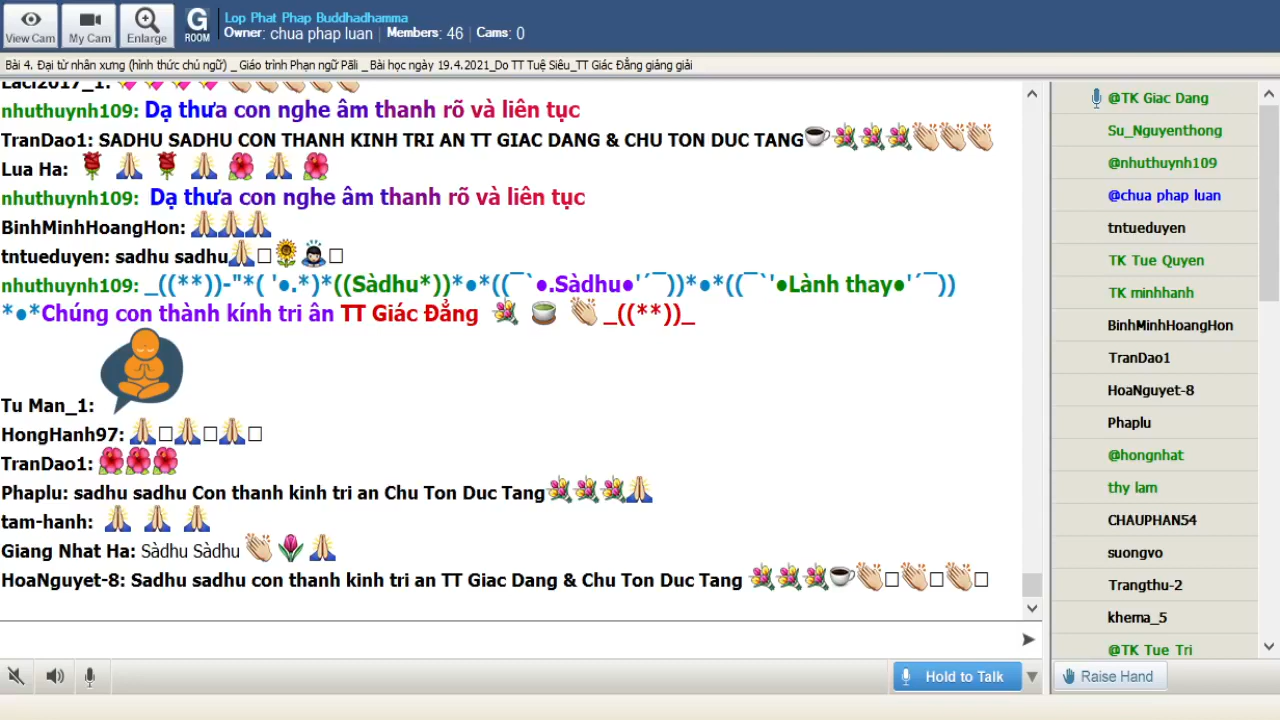 View Cam
My Cam
Enlarge
G
ROOM
Lop Phat Phap Buddhadhamma
Owner: chua phap luan | Members: 46 | Cams: 0
Bài 4. Đại từ nhân xưng (hình thức chủ ngữ) _ Giáo trình Phạn ngữ Pāli _ Bài học ngày 19.4.2021_Do TT Tuệ Siêu_TT Giác Đẳng giảng giải
Laci2017_1:
nhuthuynh109: Dạ thưa con nghe âm thanh rõ và liên tục
TranDao1: SADHU SADHU CON THANH KINH TRI AN TT GIAC DANG & CHU TON DUC TANG
Lua Ha:
nhuthuynh109: Dạ thưa con nghe âm thanh rõ và liên tục
BinhMinhHoangHon:
tntueduyen: sadhu sadhu
nhuthuynh109: _((**))-"*( '●.*)*((Sàdhu*))*●*((¯`●.Sàdhu●'´¯))*●*((¯`'●Lành thay●'´¯))
*●*Chúng con thành kính tri ân TT Giác Đẳng _((**))_
Tu Man_1:
HongHanh97:
TranDao1:
Phaplu: sadhu sadhu Con thanh kinh tri an Chu Ton Duc Tang
tam-hanh:
Giang Nhat Ha: Sàdhu Sàdhu
HoaNguyet-8: Sadhu sadhu con thanh kinh tri an TT Giac Dang & Chu Ton Duc Tang
Hold to Talk
@TK Giac Dang
Su_Nguyenthong
@nhuthuynh109
@chua phap luan
tntueduyen
TK Tue Quyen
TK minhhanh
BinhMinhHoangHon
TranDao1
HoaNguyet-8
Phaplu
@hongnhat
thy lam
CHAUPHAN54
suongvo
Trangthu-2
khema_5
@TK Tue Tri
Raise Hand